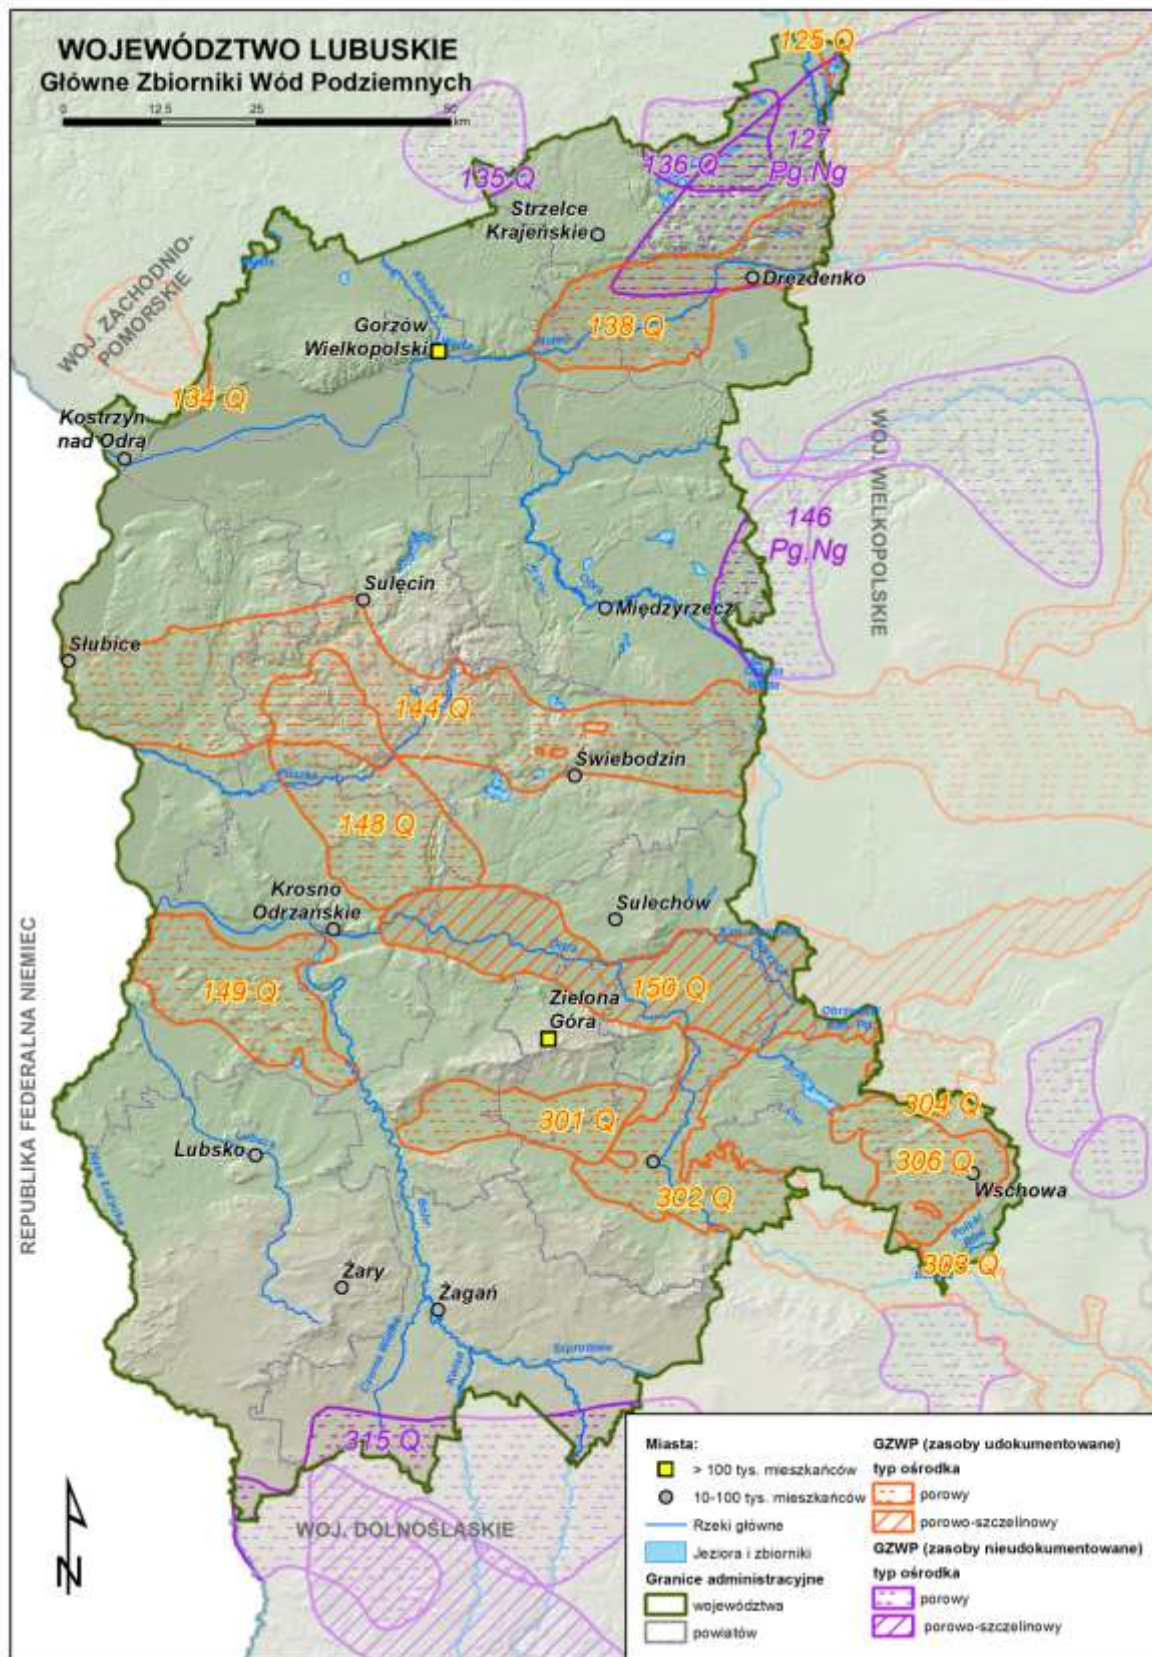 WOJEWÓDZTWO LUBUSKIE
Główne Zbiorniki Wód Podziemnych
0 12.5 25 50
km
125 Q
127
Pg,Ng
136 Q
135 Q
Strzelce
Krajeńskie
WOJ. ZACHODNIO-
POMORSKIE
Drezdenko
138 Q
Gorzów
Wielkopolski
134 Q
Kostrzyn
nad Odrą
WOJ. WIELKOPOLSKIE
146
Pg,Ng
Sulęcin
Międzyrzecz
Słubice
144 Q
Świebodzin
148 Q
Krosno
Odrzańskie
Sulechów
Odra
REPUBLIKA FEDERALNA NIEMIEC
149 Q
150 Q
Zielona
Góra
304 Q
301 Q
Lubsko
306 Q
Wschowa
302 Q
Bóbr
303 Q
Żary
Żagań
Czerna Wielka
Kwisa
315 Q
WOJ. DOLNOŚLĄSKIE
N
Miasta:
> 100 tys. mieszkańców
10-100 tys. mieszkańców
Rzeki główne
Jeziora i zbiorniki
Granice administracyjne
województwa
powiatów
GZWP (zasoby udokumentowane)
typ ośrodka
porowy
porowo-szczelinowy
GZWP (zasoby nieudokumentowane)
typ ośrodka
porowy
porowo-szczelinowy